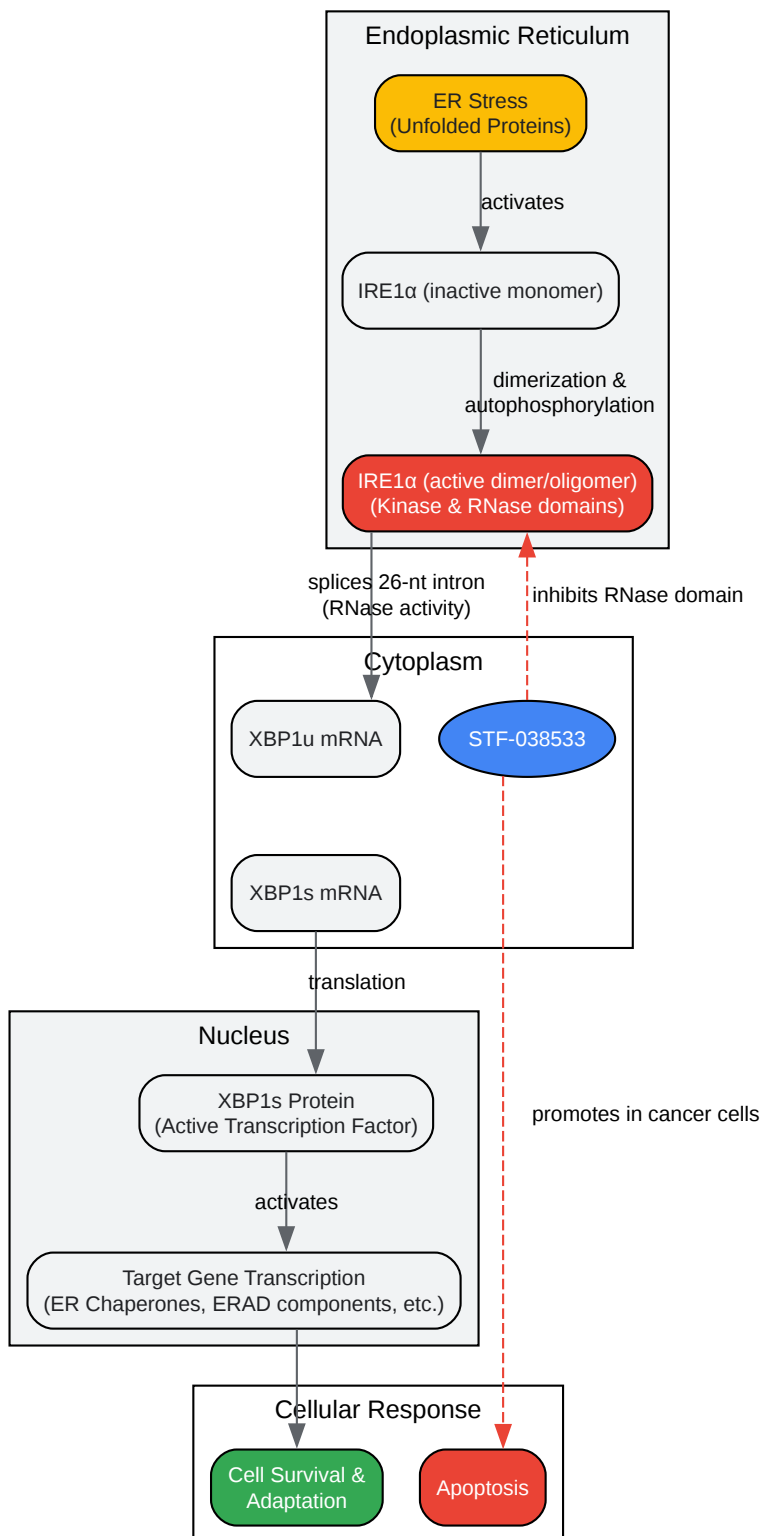 Endoplasmic Reticulum
ER Stress
(Unfolded Proteins)
activates
IRE1α (inactive monomer)
dimerization &
autophosphorylation
IRE1α (active dimer/oligomer)
(Kinase & RNase domains)
splices 26-nt intron
(RNase activity)
inhibits RNase domain
Cytoplasm
XBP1u mRNA
STF-038533
XBP1s mRNA
translation
Nucleus
XBP1s Protein
(Active Transcription Factor)
promotes in cancer cells
activates
Target Gene Transcription
(ER Chaperones, ERAD components, etc.)
Cellular Response
Cell Survival &
Adaptation
Apoptosis